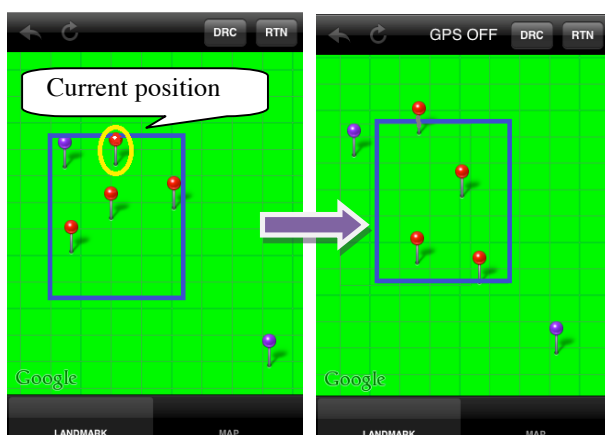 DRC RTN
Current position
Google
LANDMARK MAP
GPS OFF DRC RTN
Google
LANDMARK MAP